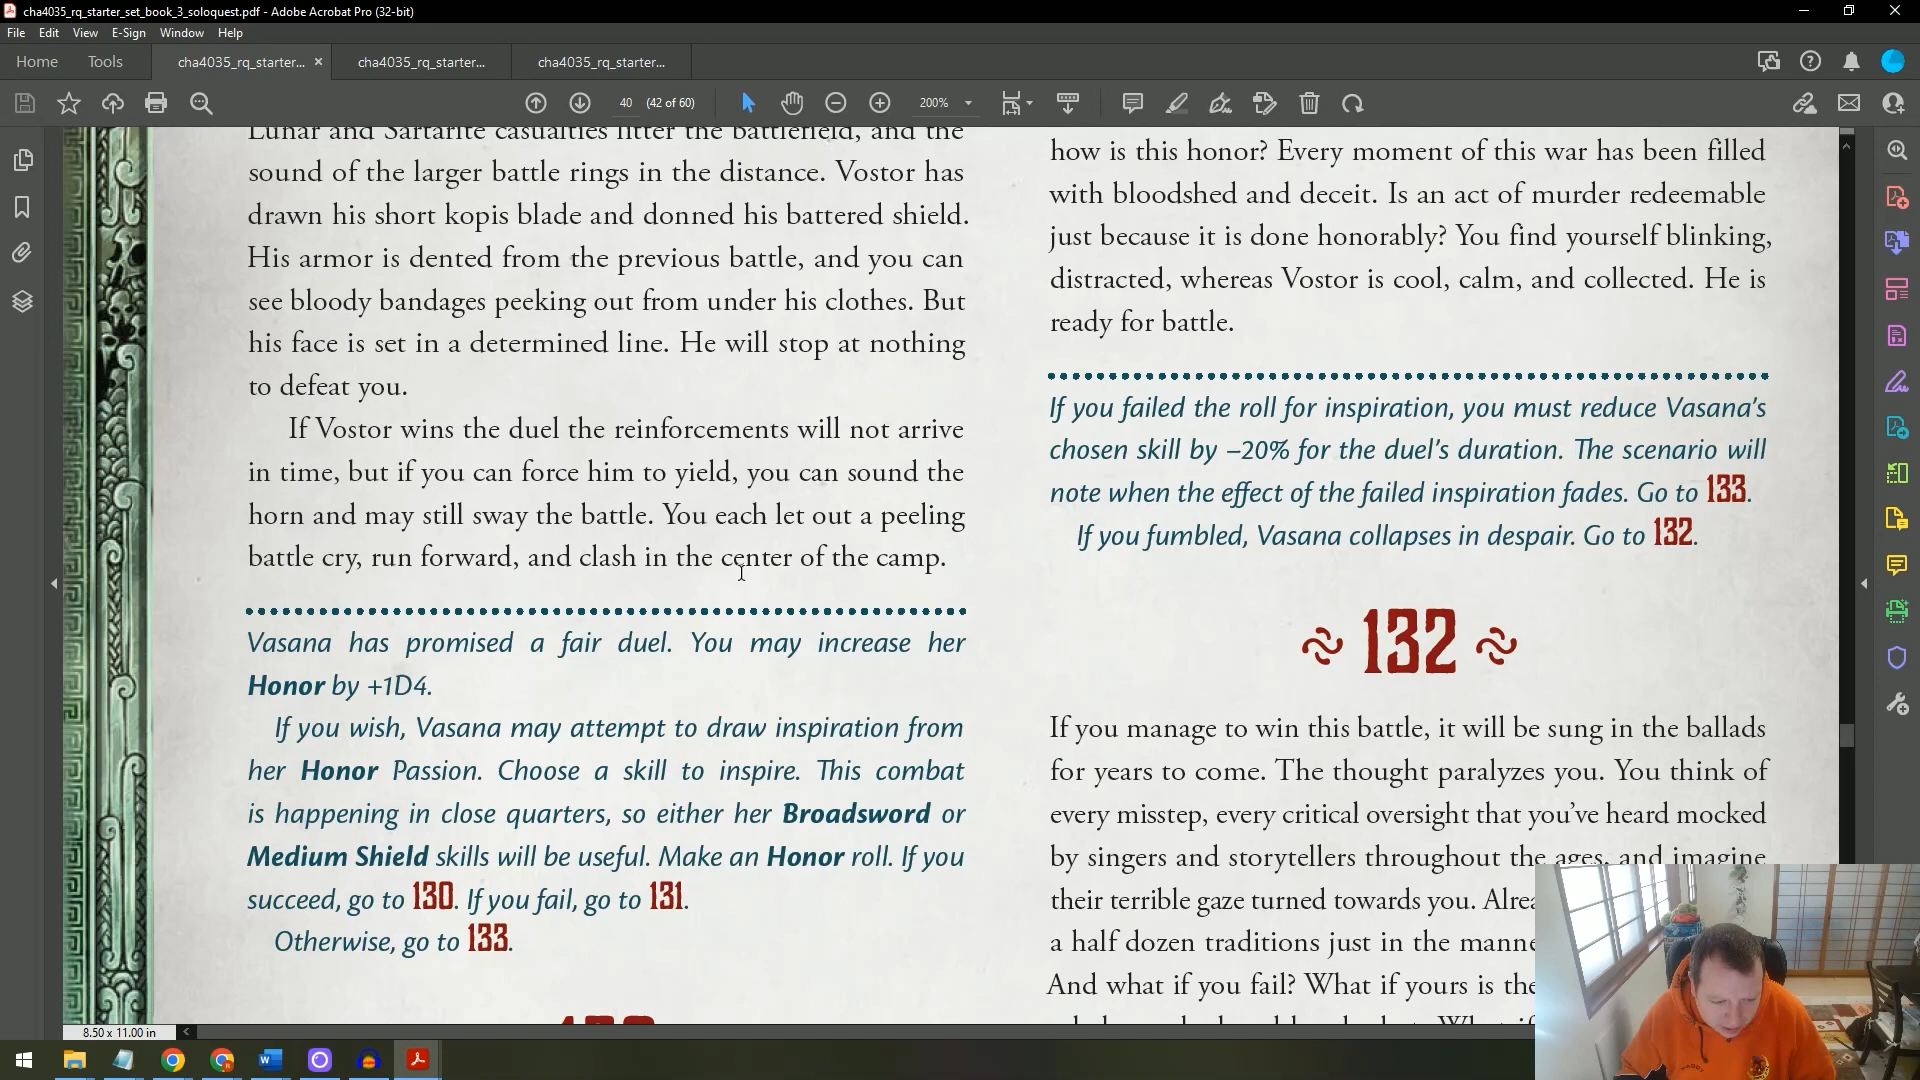 cha4035_rq_starter_set_book_3_soloquest.pdf - Adobe Acrobat Pro (32-bit)
File Edit View E-Sign Window Help
Home Tools cha4035_rq_starter... × cha4035_rq_starter... cha4035_rq_starter...
40 (42 of 60) 200%
Lunar and Sartarite casualties litter the battlefield, and the
sound of the larger battle rings in the distance. Vostor has
drawn his short kopis blade and donned his battered shield.
His armor is dented from the previous battle, and you can
see bloody bandages peeking out from under his clothes. But
his face is set in a determined line. He will stop at nothing
to defeat you.
If Vostor wins the duel the reinforcements will not arrive
in time, but if you can force him to yield, you can sound the
horn and may still sway the battle. You each let out a peeling
battle cry, run forward, and clash in the center of the camp.
Vasana has promised a fair duel. You may increase her
Honor by +1D4.
If you wish, Vasana may attempt to draw inspiration from
her Honor Passion. Choose a skill to inspire. This combat
is happening in close quarters, so either her Broadsword or
Medium Shield skills will be useful. Make an Honor roll. If you
succeed, go to 130. If you fail, go to 131.
Otherwise, go to 133.
how is this honor? Every moment of this war has been filled
with bloodshed and deceit. Is an act of murder redeemable
just because it is done honorably? You find yourself blinking,
distracted, whereas Vostor is cool, calm, and collected. He is
ready for battle.
If you failed the roll for inspiration, you must reduce Vasana's
chosen skill by –20% for the duel's duration. The scenario will
note when the effect of the failed inspiration fades. Go to 133.
If you fumbled, Vasana collapses in despair. Go to 132.
132
If you manage to win this battle, it will be sung in the ballads
for years to come. The thought paralyzes you. You think of
every misstep, every critical oversight that you've heard mocked
by singers and storytellers throughout the ages, and imagine
their terrible gaze turned towards you.
a half dozen traditions just in the
And what if you fail? What if yours is the
8.50 x 11.00 in